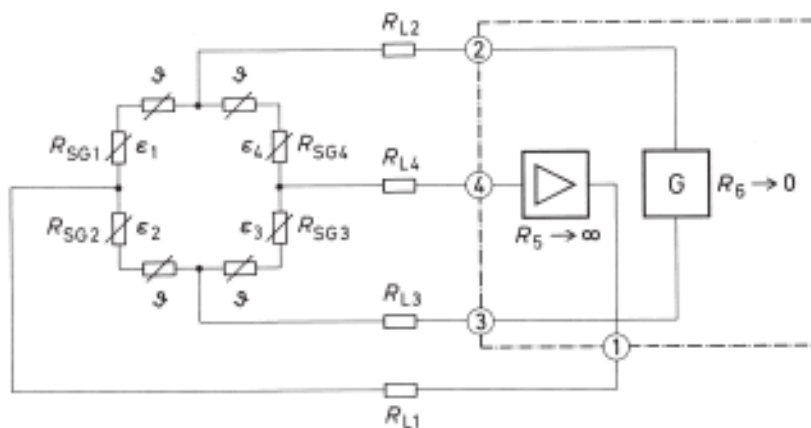 R_L2
2
ϑ ϑ
R_SG1 ε_1 ε_4 R_SG4
R_L4
4
G R_6 → 0
R_SG2 ε_2 ε_3 R_SG3
R_5 → ∞
ϑ ϑ
R_L3
3
1
R_L1